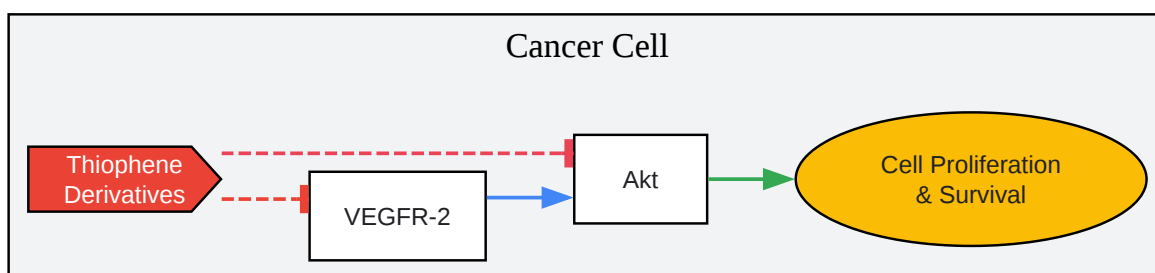 Cancer Cell
Thiophene
Derivatives
VEGFR-2
Akt
Cell Proliferation
& Survival